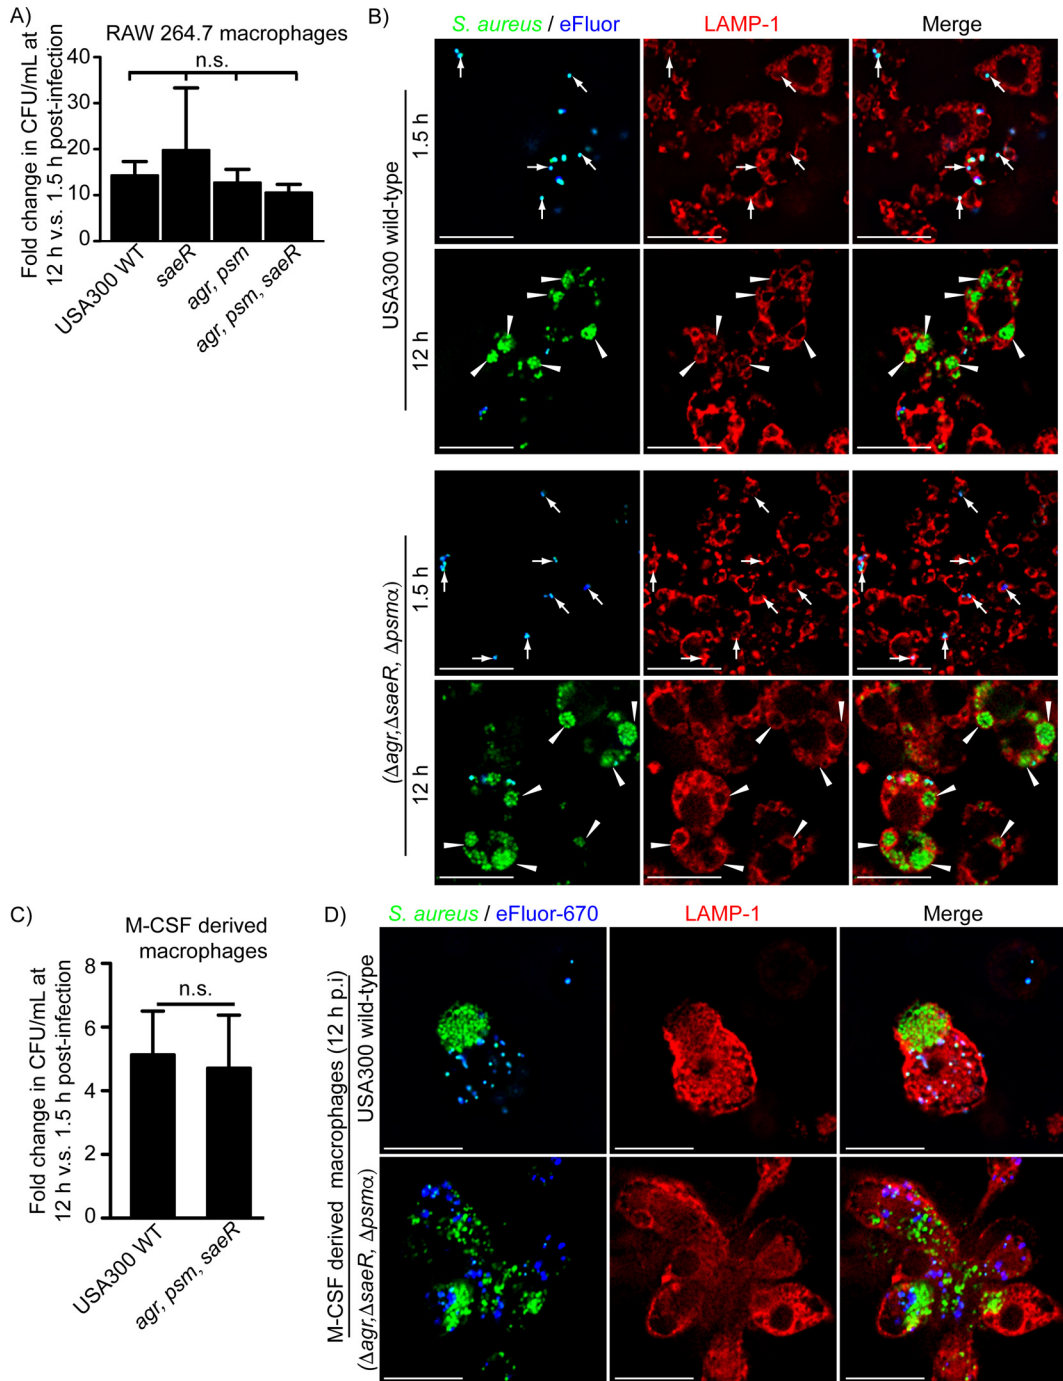 A)
RAW 264.7 macrophages
Fold change in CFU/mL at
12 h v.s. 1.5 h post-infection
40
30
20
10
0
n.s.
USA300 WT
saeR
agr, psm
agr, psm, saeR
B)
S. aureus / eFluor
LAMP-1
Merge
USA300 wild-type
1.5 h
12 h
(Δagr,ΔsaeR, Δpsmα)
1.5 h
12 h
C)
M-CSF derived
macrophages
Fold change in CFU/mL at
12 h v.s. 1.5 h post-infection
8
6
4
2
0
n.s.
USA300 WT
agr, psm, saeR
D)
S. aureus / eFluor-670
LAMP-1
Merge
M-CSF derived macrophages (12 h p.i)
USA300 wild-type
(Δagr,ΔsaeR, Δpsmα)